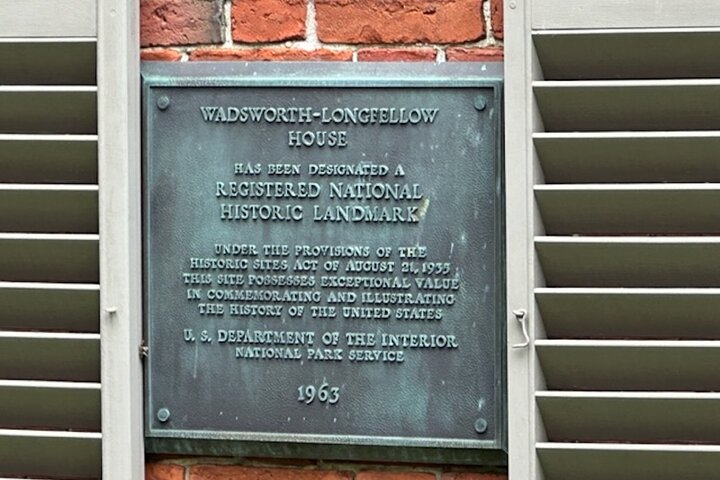 WADSWORTH-LONGFELLOW
HOUSE
HAS BEEN DESIGNATED A
REGISTERED NATIONAL
HISTORIC LANDMARK
UNDER THE PROVISIONS OF THE
HISTORIC SITES ACT OF AUGUST 21, 1935
THIS SITE POSSESSES EXCEPTIONAL VALUE
IN COMMEMORATING AND ILLUSTRATING
THE HISTORY OF THE UNITED STATES
U. S. DEPARTMENT OF THE INTERIOR
NATIONAL PARK SERVICE
1963